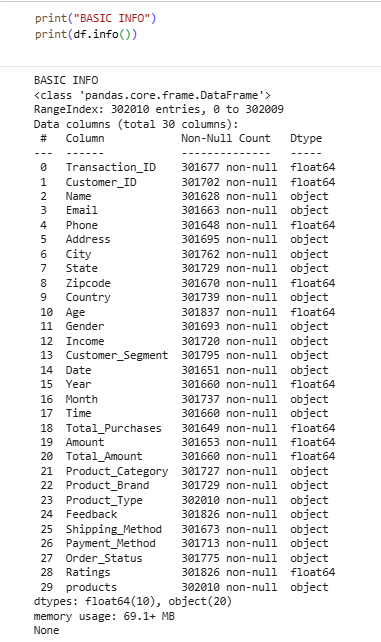 print("BASIC INFO")
print(df.info())
BASIC INFO
<class 'pandas.core.frame.DataFrame'>
RangeIndex: 302010 entries, 0 to 302009
Data columns (total 30 columns):
 #   Column            Non-Null Count   Dtype
---  ------            --------------   -----
 0   Transaction_ID    301677 non-null  float64
 1   Customer_ID       301702 non-null  float64
 2   Name              301628 non-null  object
 3   Email             301663 non-null  object
 4   Phone             301648 non-null  float64
 5   Address           301695 non-null  object
 6   City              301762 non-null  object
 7   State             301729 non-null  object
 8   Zipcode           301670 non-null  float64
 9   Country           301739 non-null  object
 10  Age               301837 non-null  float64
 11  Gender            301693 non-null  object
 12  Income            301720 non-null  object
 13  Customer_Segment  301795 non-null  object
 14  Date              301651 non-null  object
 15  Year              301660 non-null  float64
 16  Month             301737 non-null  object
 17  Time              301660 non-null  object
 18  Total_Purchases   301649 non-null  float64
 19  Amount            301653 non-null  float64
 20  Total_Amount      301660 non-null  float64
 21  Product_Category  301727 non-null  object
 22  Product_Brand     301729 non-null  object
 23  Product_Type      302010 non-null  object
 24  Feedback          301826 non-null  object
 25  Shipping_Method   301673 non-null  object
 26  Payment_Method    301713 non-null  object
 27  Order_Status      301775 non-null  object
 28  Ratings           301826 non-null  float64
 29  products          302010 non-null  object
dtypes: float64(10), object(20)
memory usage: 69.1+ MB
None